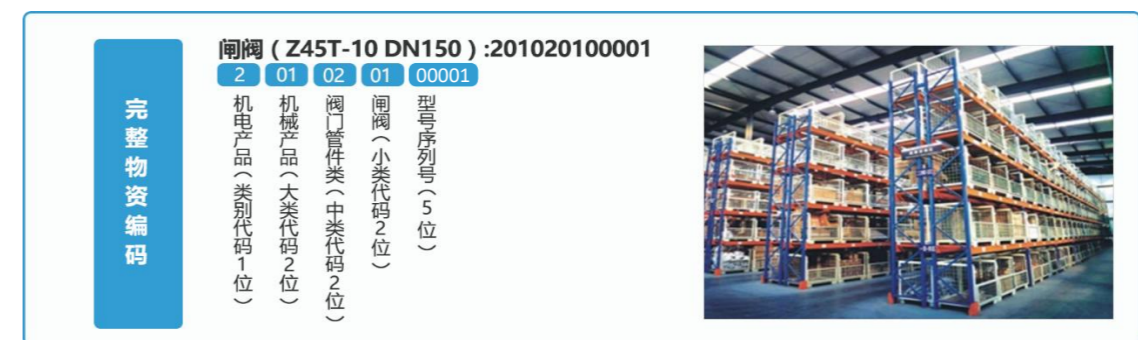 完整物资编码
闸阀（Z45T-10 DN150）:201020100001
2 01 02 01 00001
机电产品（类别代码1位）
机械产品（大类代码2位）
阀门管件类（中类代码2位）
闸阀（小类代码2位）
型号序列号（5位）